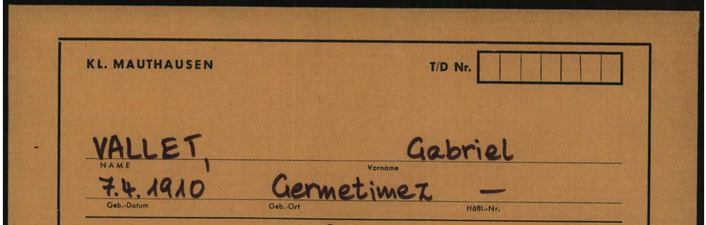 KL. MAUTHAUSEN T/D Nr.
VALLET, Gabriel
NAME Vorname
7.4.1910 Germetimez —
Geb.-Datum Geb.-Ort Häftl.-Nr.